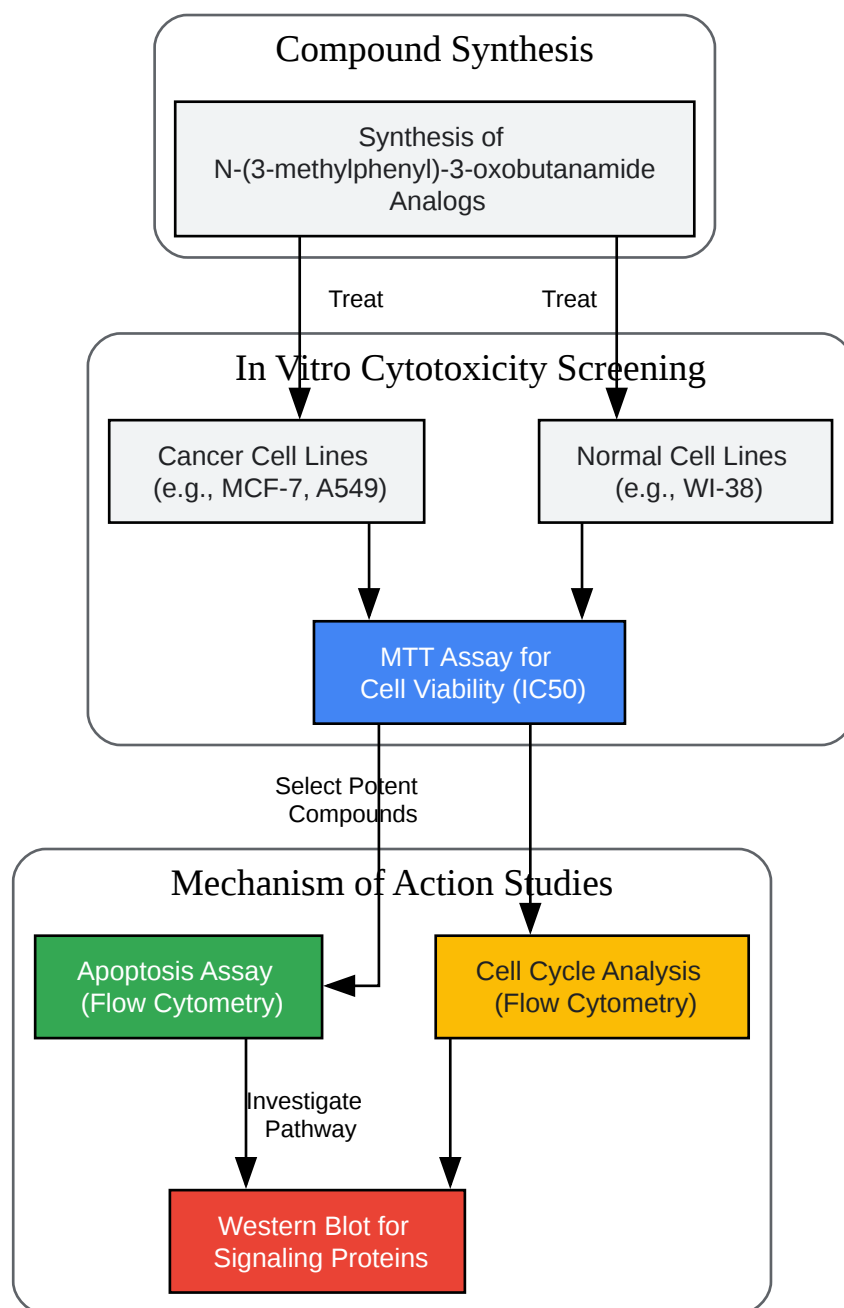 Compound Synthesis
Synthesis of
N-(3-methylphenyl)-3-oxobutanamide
Analogs
Treat
Treat
In Vitro Cytotoxicity Screening
Cancer Cell Lines
(e.g., MCF-7, A549)
Normal Cell Lines
(e.g., WI-38)
MTT Assay for
Cell Viability (IC50)
Select Potent
Compounds
Mechanism of Action Studies
Apoptosis Assay
(Flow Cytometry)
Cell Cycle Analysis
(Flow Cytometry)
Investigate
Pathway
Western Blot for
Signaling Proteins